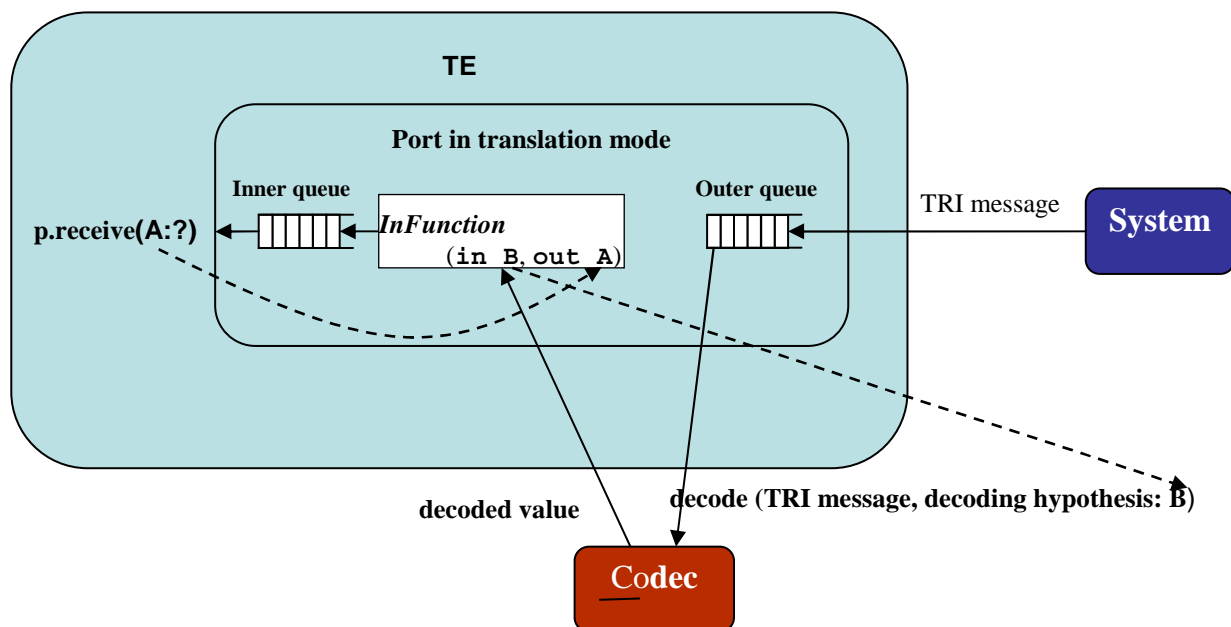 TE
Port in translation mode
Inner queue
Outer queue
TRI message
System
p.receive(A:?)
InFunction
(in B, out A)
decoded value
decode (TRI message, decoding hypothesis: B)
Codec